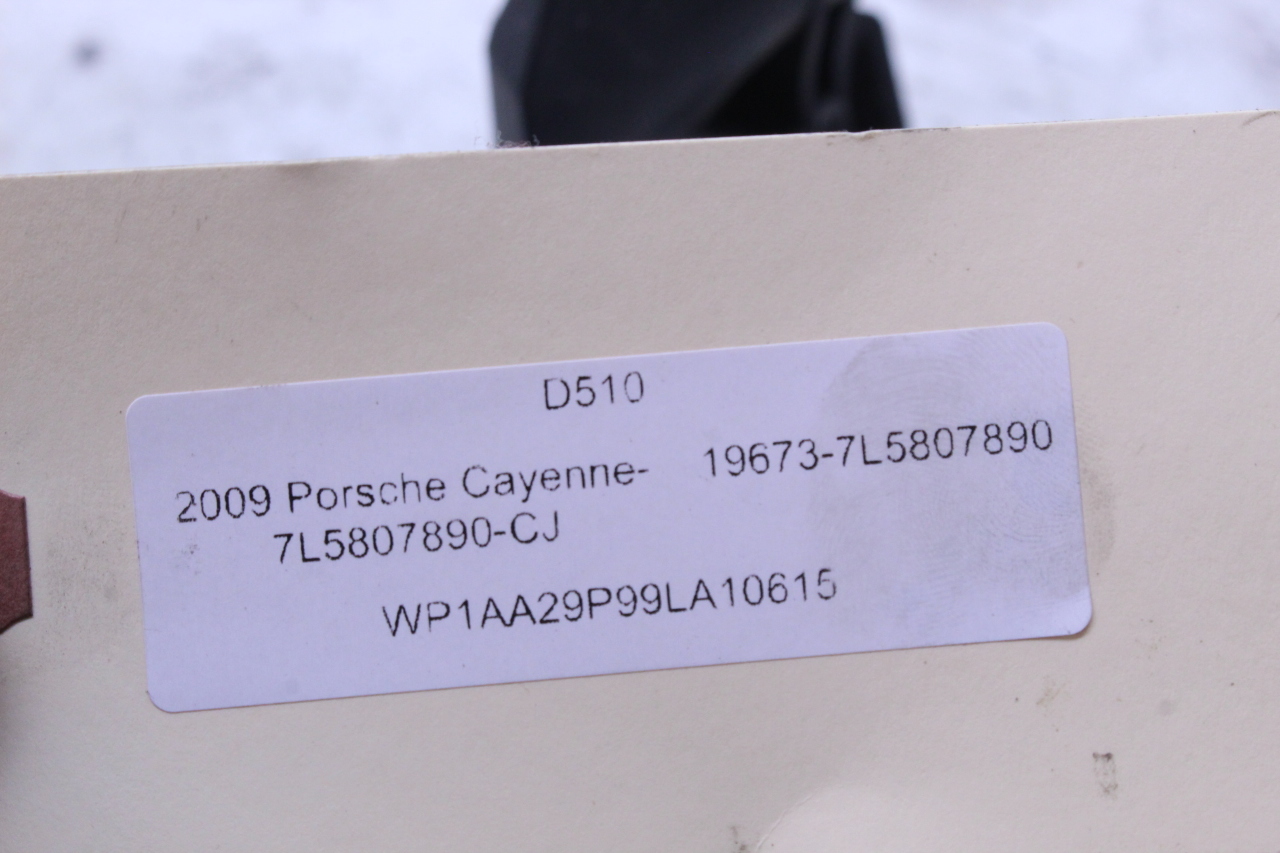 D510
2009 Porsche Cayenne- 19673-7L5807890
7L5807890-CJ
WP1AA29P99LA10615